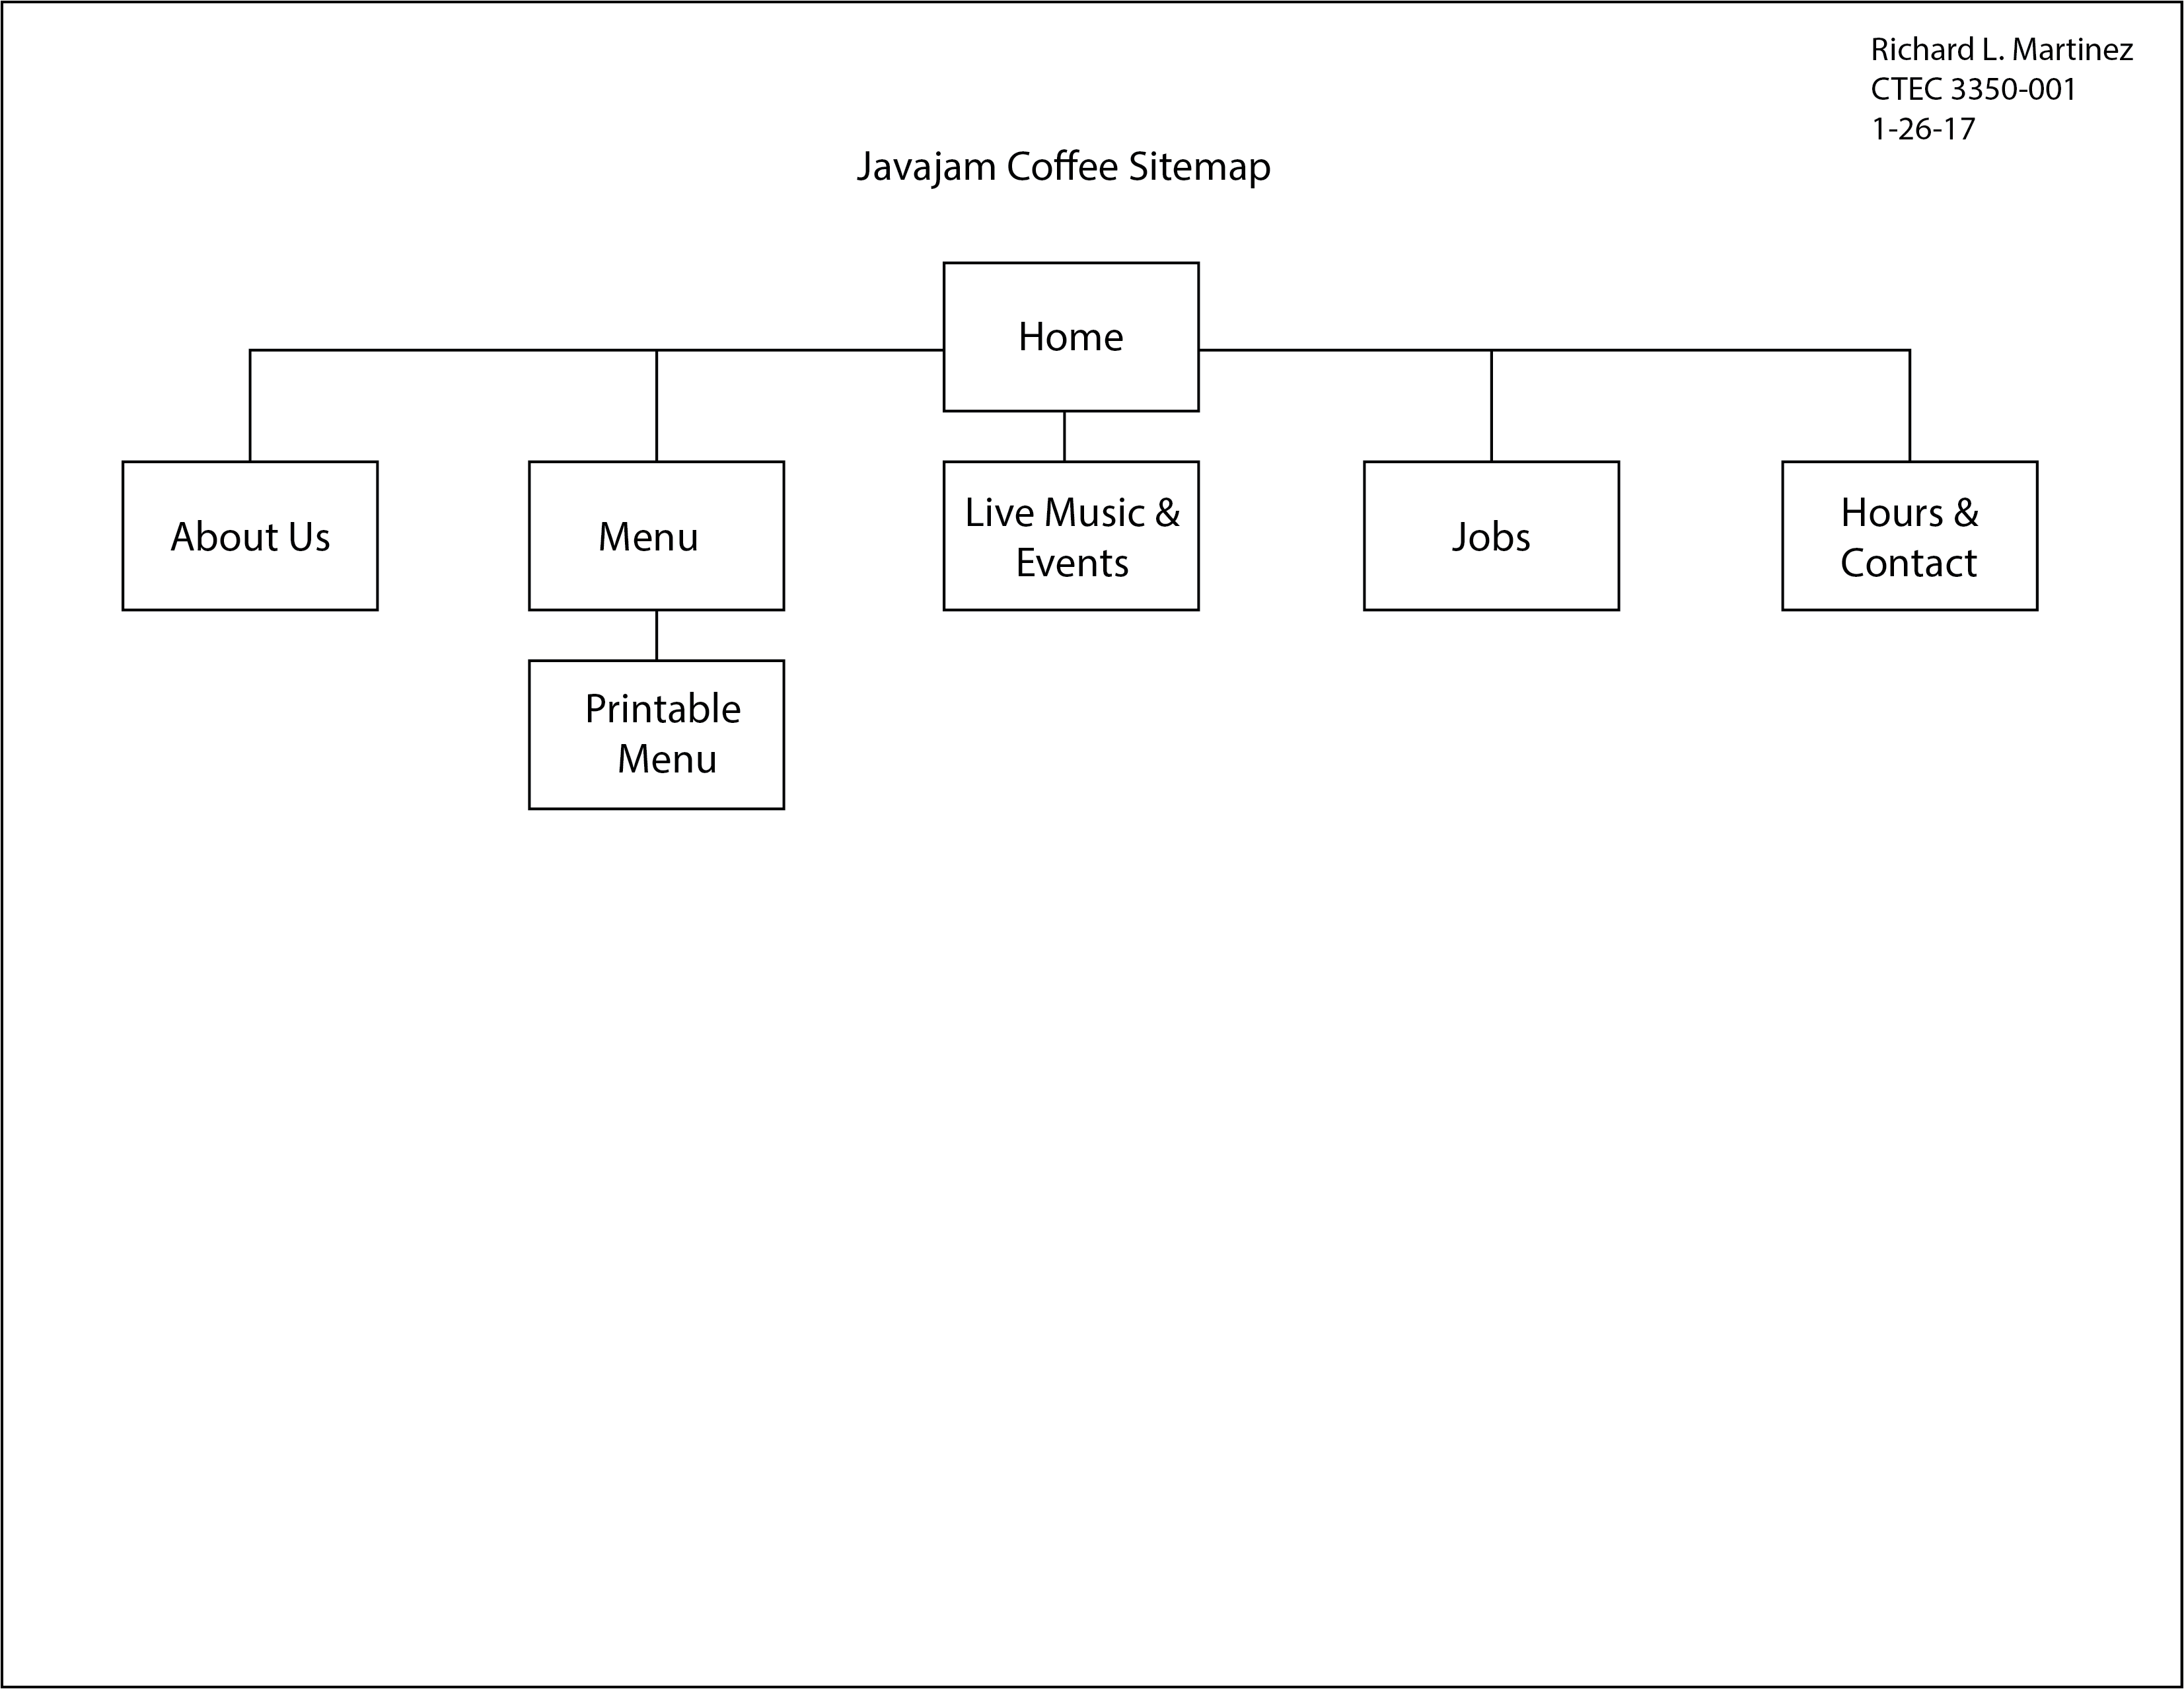 Richard L. Martinez
CTEC 3350-001
1-26-17
Javajam Coffee Sitemap
Home
About Us
Menu
Live Music &
Events
Jobs
Hours &
Contact
Printable
Menu